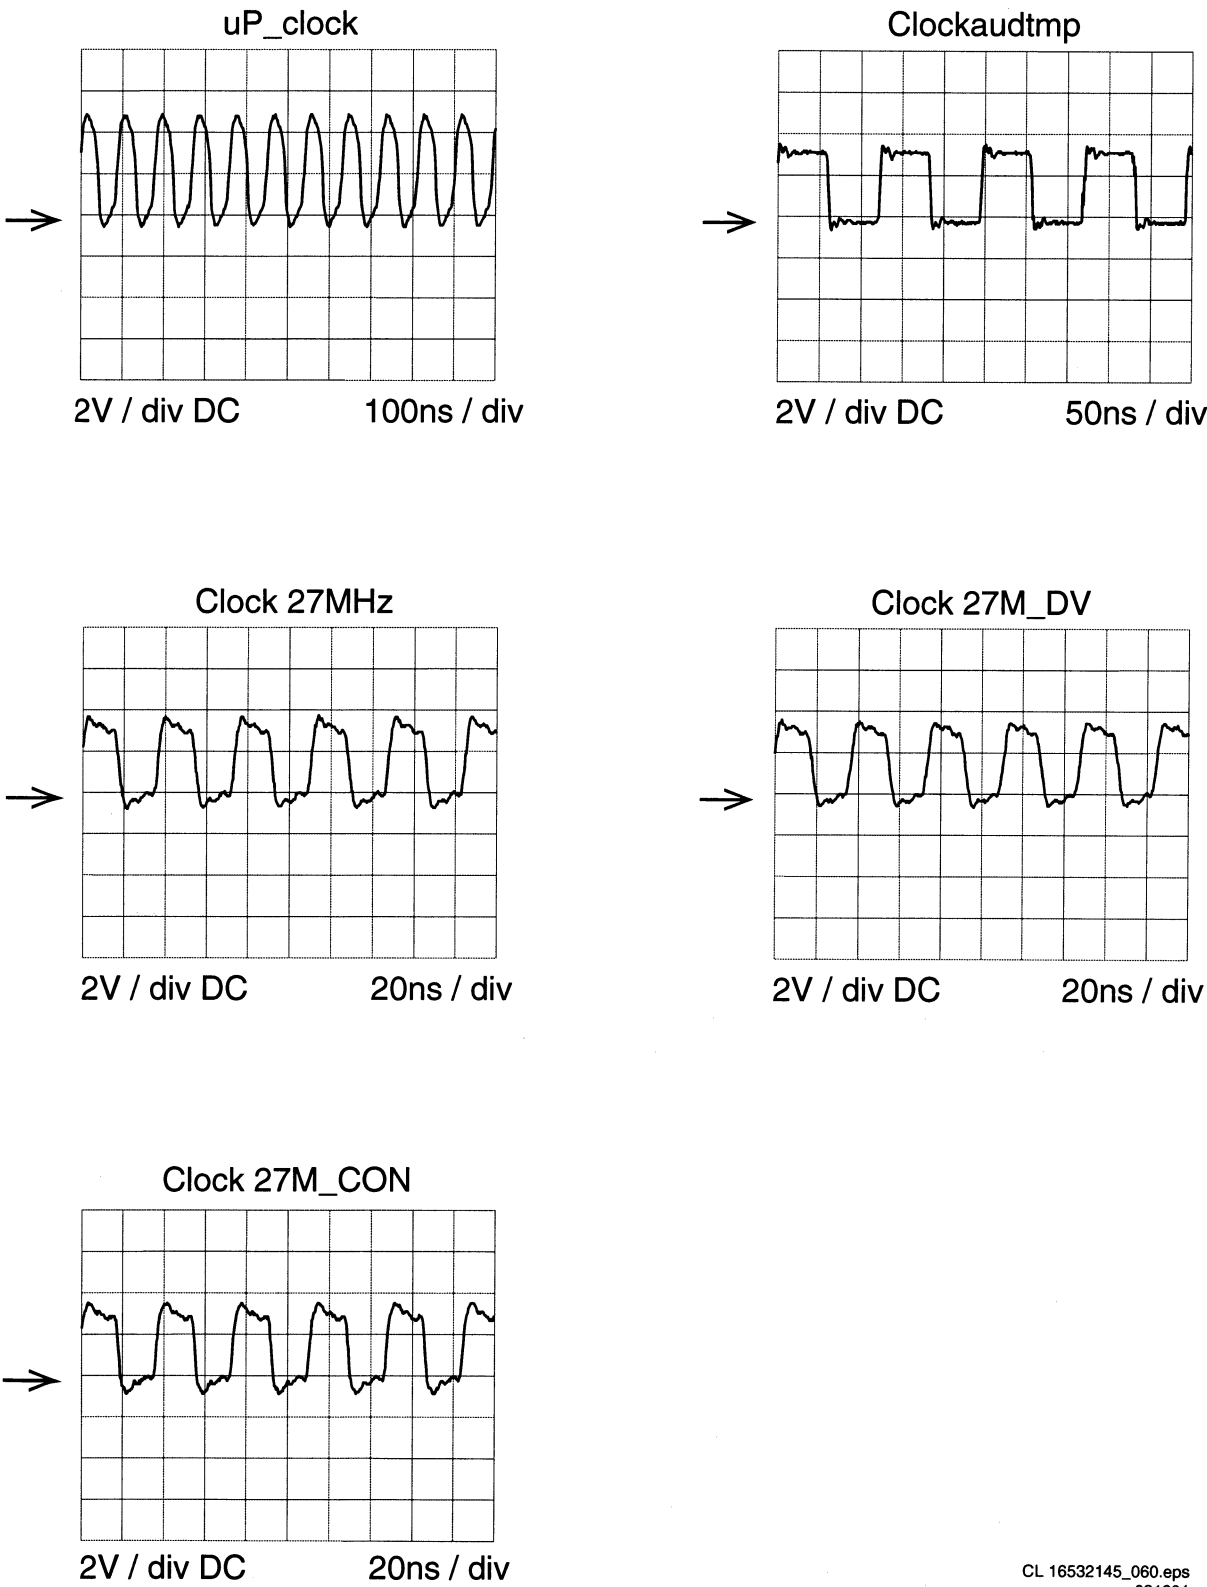 uP_clock
Clockaudtmp
2V / div DC
100ns / div
2V / div DC
50ns / div
Clock 27MHz
Clock 27M_DV
2V / div DC
20ns / div
2V / div DC
20ns / div
Clock 27M_CON
2V / div DC
20ns / div
CL 16532145_060.eps